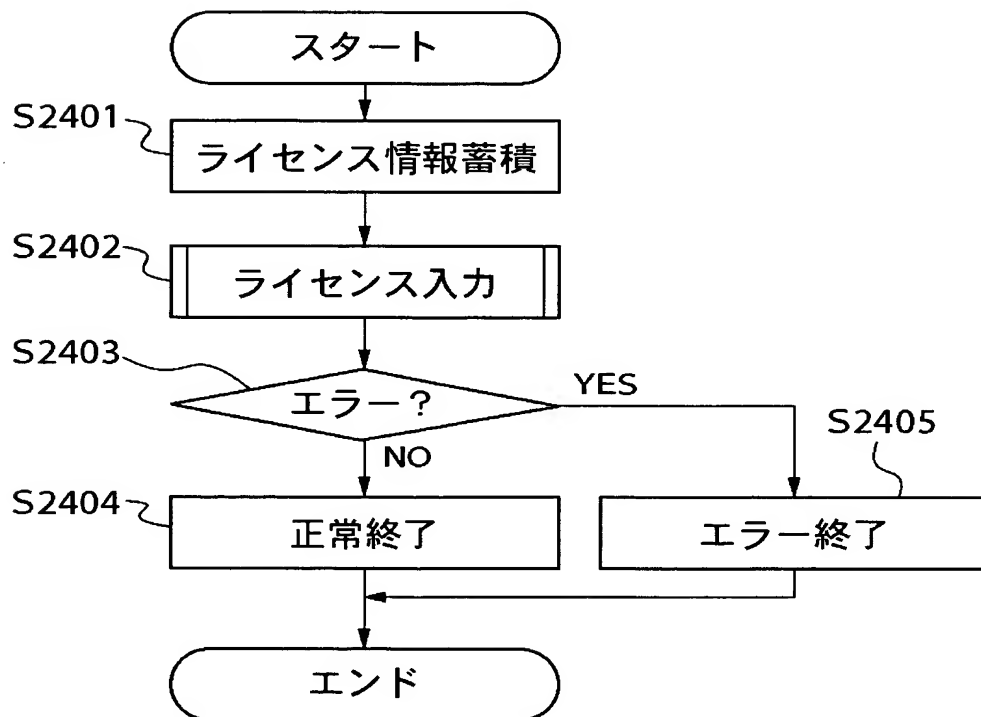 スタート
S2401
ライセンス情報蓄積
S2402
ライセンス入力
S2403
エラー？
YES
NO
S2405
S2404
正常終了
エラー終了
エンド